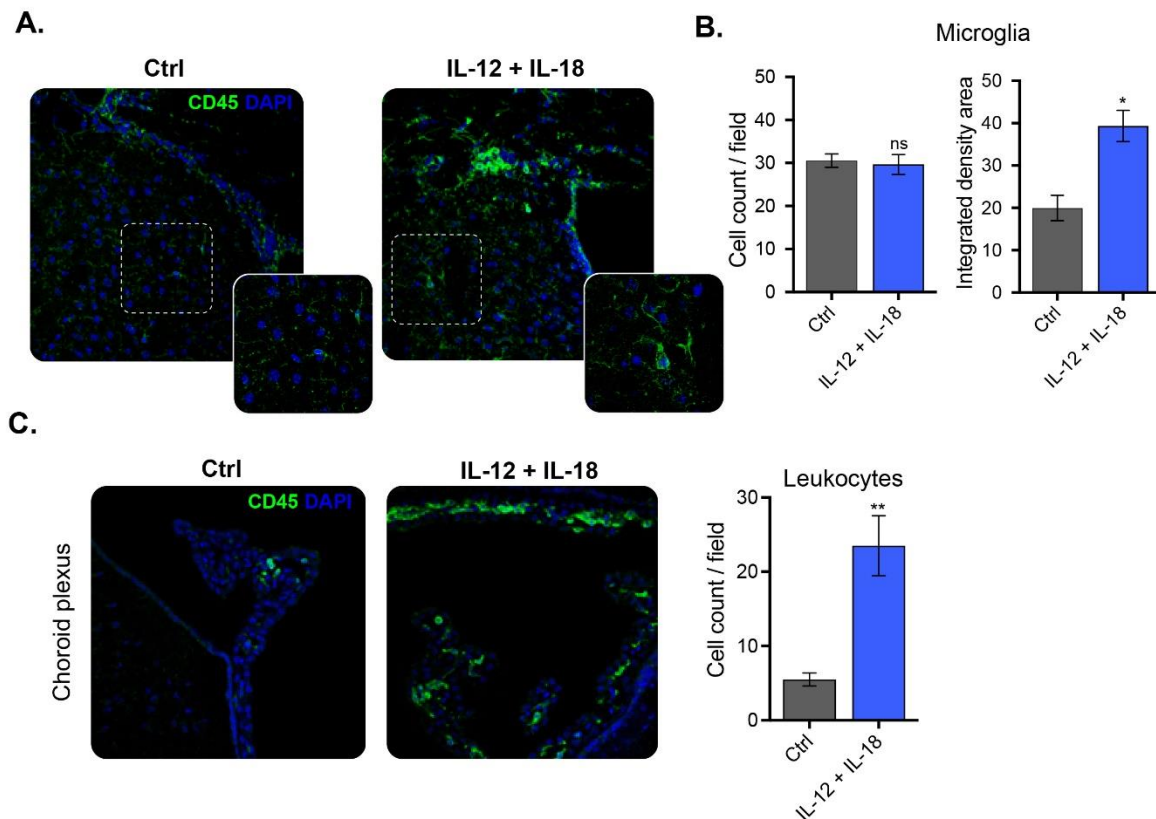 A.
Ctrl
IL-12 + IL-18
CD45 DAPI
B.
Microglia
Cell count / field
50
40
30
20
10
0
ns
Ctrl
IL-12 + IL-18
Integrated density area
50
40
30
20
10
0
*
Ctrl
IL-12 + IL-18
C.
Ctrl
IL-12 + IL-18
CD45 DAPI
Choroid plexus
Leukocytes
Cell count / field
30
20
10
0
**
Ctrl
IL-12 + IL-18